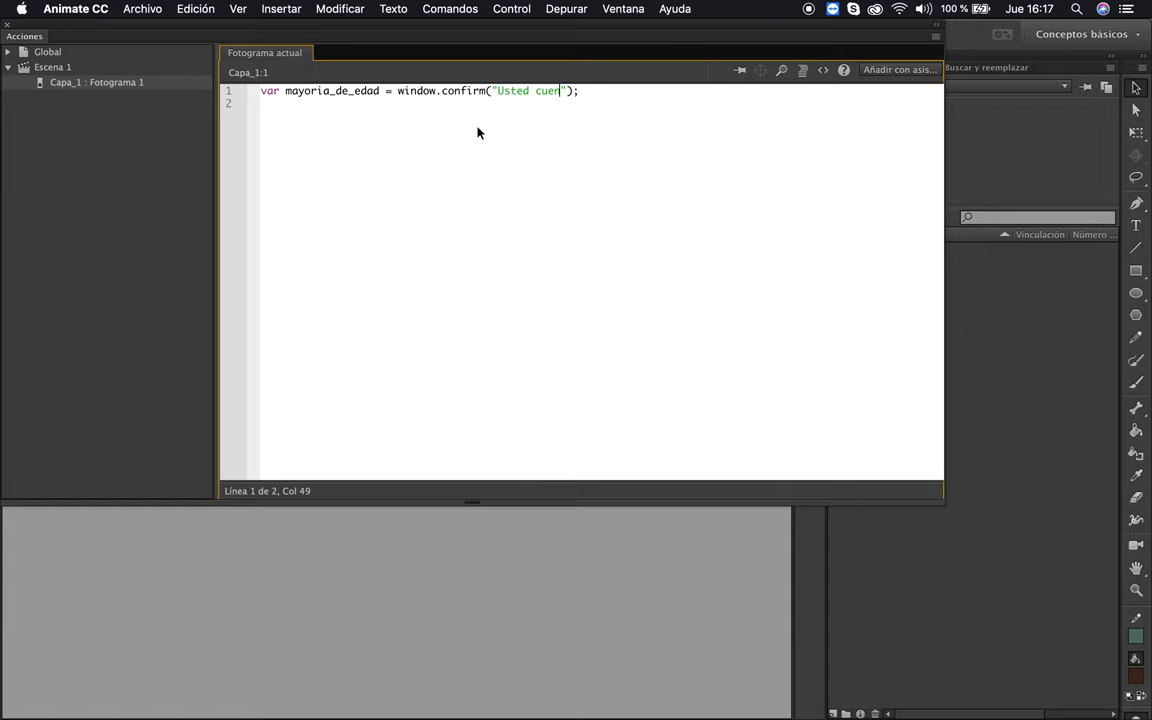 Animate CC Archivo Edición Ver Insertar Modificar Texto Comandos Control Depurar Ventana Ayuda 100 % Jue 16:17
Acciones
Conceptos básicos
Global
Escena 1
Capa_1 : Fotograma 1
Fotograma actual
Capa_1:1
Añadir con asis...
Buscar y reemplazar
1 var mayoria_de_edad = window.confirm("Usted cuen");
2
Vinculación Número ...
Línea 1 de 2, Col 49